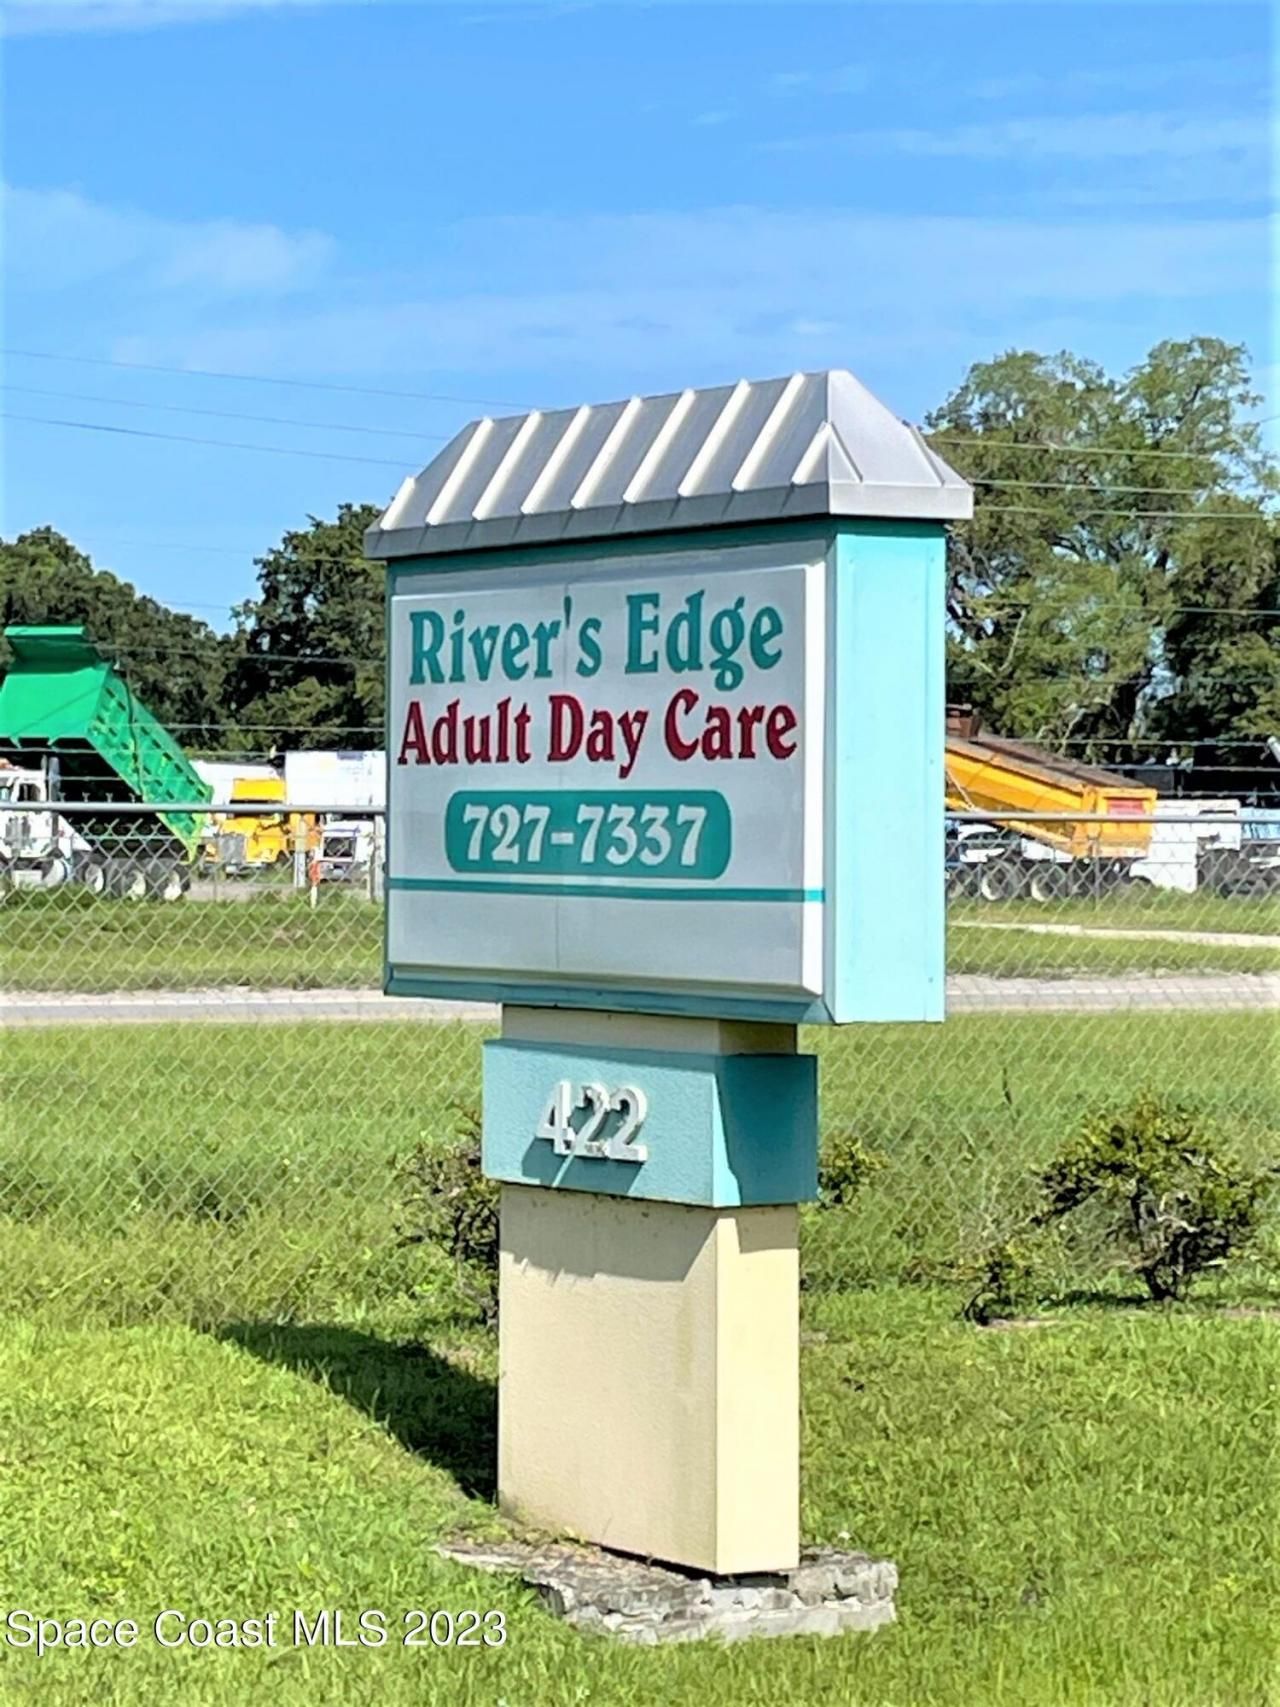 River's Edge
Adult Day Care
727-7337
422
Space Coast MLS 2023